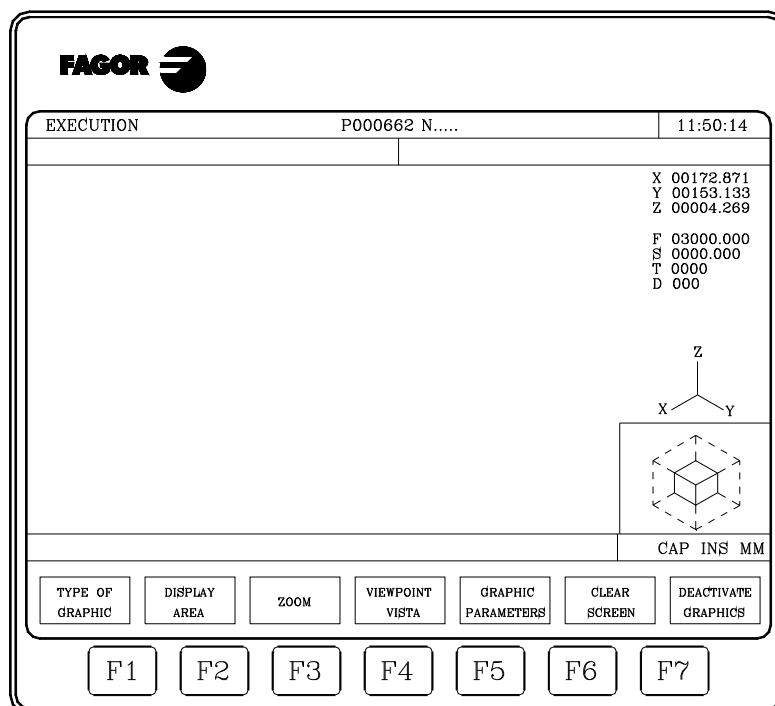 FAGOR
EXECUTION P000662 N..... 11:50:14
X 00172.871
Y 00153.133
Z 00004.269
F 03000.000
S 0000.000
T 0000
D 000
Z
X Y
CAP INS MM
TYPE OF GRAPHIC
DISPLAY AREA
ZOOM
VIEWPOINT VISTA
GRAPHIC PARAMETERS
CLEAR SCREEN
DEACTIVATE GRAPHICS
F1 F2 F3 F4 F5 F6 F7